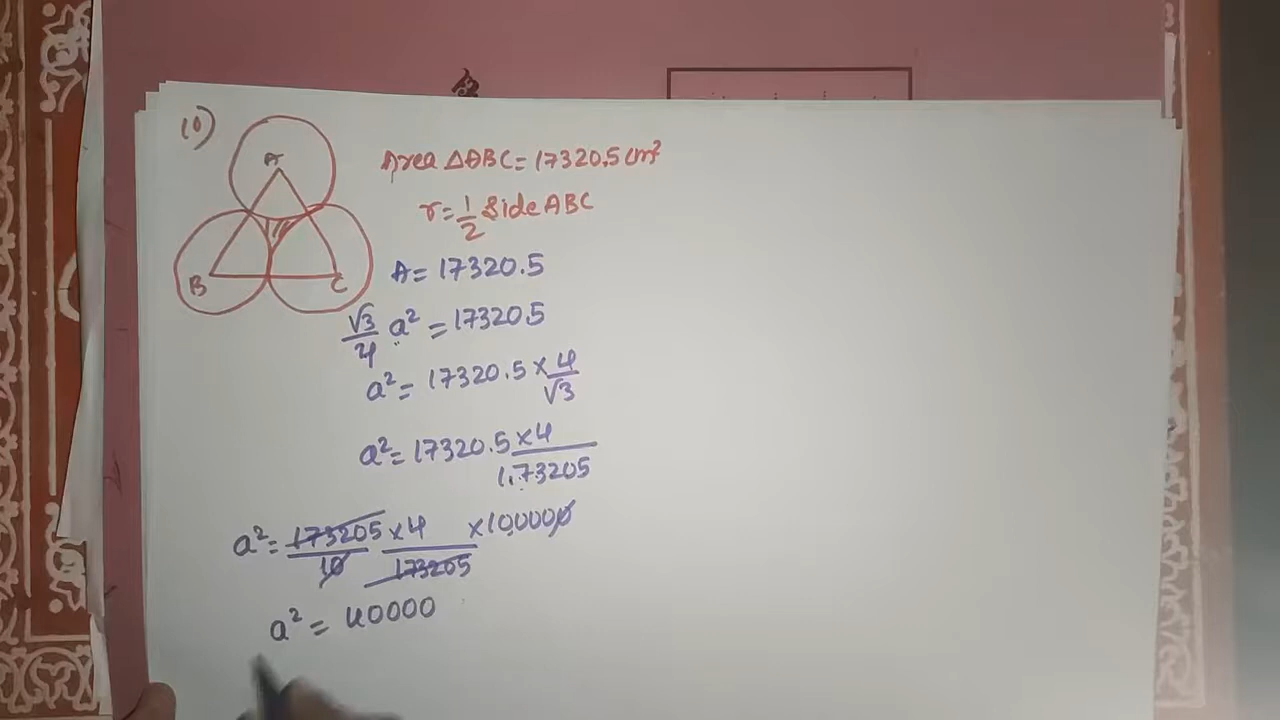 10)
A
B
C
Area ΔABC = 17320.5 cm²
r = 1/2 Side ABC
A = 17320.5
√3/4 a² = 17320.5
a² = 17320.5 × 4/√3
a² = 17320.5 × 4 / 1.73205
a² = 173205/10 × 4/173205 × 100000
a² = 40000